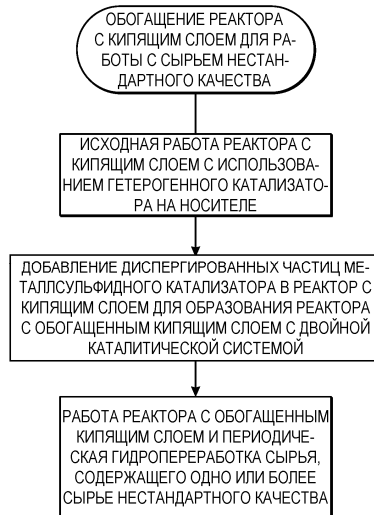 ОБОГАЩЕНИЕ РЕАКТОРА
С КИПЯЩИМ СЛОЕМ ДЛЯ РА-
БОТЫ С СЫРЬЕМ НЕСТАН-
ДАРТНОГО КАЧЕСТВА
ИСХОДНАЯ РАБОТА РЕАКТОРА С
КИПЯЩИМ СЛОЕМ С ИСПОЛЬЗОВА-
НИЕМ ГЕТЕРОГЕННОГО КАТАЛИЗАТО-
РА НА НОСИТЕЛЕ
ДОБАВЛЕНИЕ ДИСПЕРГИРОВАННЫХ ЧАСТИЦ МЕ-
ТАЛЛСУЛЬФИДНОГО КАТАЛИЗАТОРА В РЕАКТОР С
КИПЯЩИМ СЛОЕМ ДЛЯ ОБРАЗОВАНИЯ РЕАКТОРА
С ОБОГАЩЕННЫМ КИПЯЩИМ СЛОЕМ С ДВОЙНОЙ
КАТАЛИТИЧЕСКОЙ СИСТЕМОЙ
РАБОТА РЕАКТОРА С ОБОГАЩЕННЫМ
КИПЯЩИМ СЛОЕМ И ПЕРИОДИЧЕ-
СКАЯ ГИДРОПЕРЕРАБОТКА СЫРЬЯ,
СОДЕРЖАЩЕГО ОДНО ИЛИ БОЛЕЕ
СЫРЬЕ НЕСТАНДАРТНОГО КАЧЕСТВА